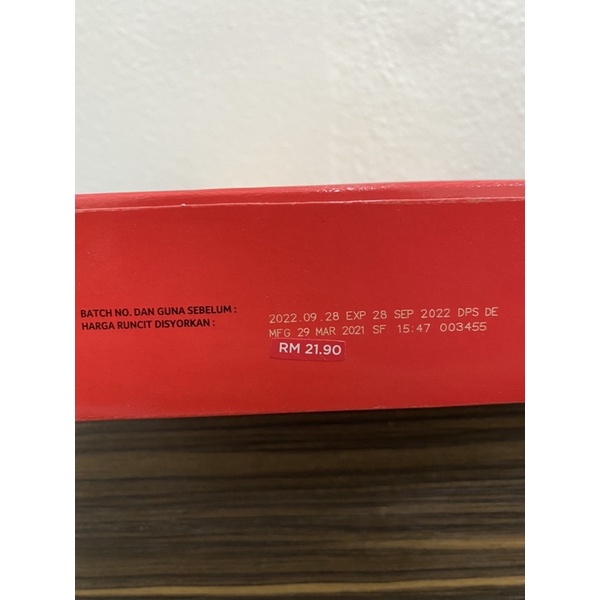 BATCH NO. DAN GUNA SEBELUM :
HARGA RUNCIT DISYORKAN :
2022.09.28 EXP 28 SEP 2022 DPS DE
MFG 29 MAR 2021 SF 15:47 003455
RM 21.90